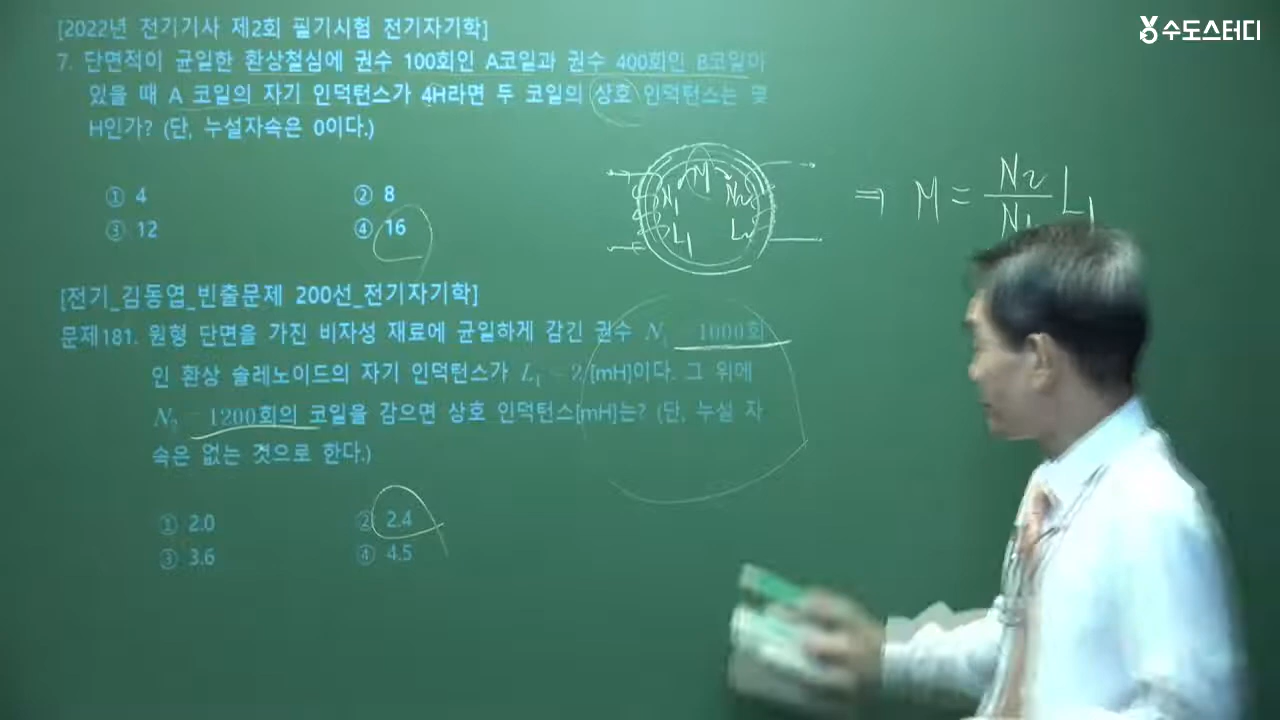 [2022년 전기기사 제2회 필기시험 전기자기학]
수도스터디
7. 단면적이 균일한 환상철심에 권수 100회인 A코일과 권수 400회인 B코일이
있을 때 A 코일의 자기 인덕턴스가 4H라면 두 코일의 상호 인덕턴스는 몇
H인가? (단, 누설자속은 0이다.)
① 4 ② 8
③ 12 ④ 16
M
N₁ N₂
L₁ L₂
⇒ M = N₂/N₁ L₁
[전기_김동엽_빈출문제 200선_전기자기학]
문제181. 원형 단면을 가진 비자성 재료에 균일하게 감긴 권수 N₁ = 1000회
인 환상 솔레노이드의 자기 인덕턴스가 L₁ = 2 [mH]이다. 그 위에
N₂ = 1200회의 코일을 감으면 상호 인덕턴스[mH]는? (단, 누설 자
속은 없는 것으로 한다.)
① 2.0 ② 2.4
③ 3.6 ④ 4.5